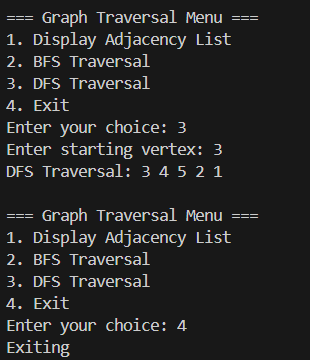 === Graph Traversal Menu ===
1. Display Adjacency List
2. BFS Traversal
3. DFS Traversal
4. Exit
Enter your choice: 3
Enter starting vertex: 3
DFS Traversal: 3 4 5 2 1

=== Graph Traversal Menu ===
1. Display Adjacency List
2. BFS Traversal
3. DFS Traversal
4. Exit
Enter your choice: 4
Exiting